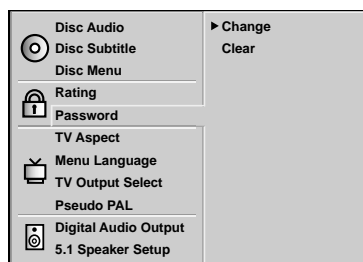 Disc Audio
Disc Subtitle
Disc Menu
Rating
Password
TV Aspect
Menu Language
TV Output Select
Pseudo PAL
Digital Audio Output
5.1 Speaker Setup
Change
Clear